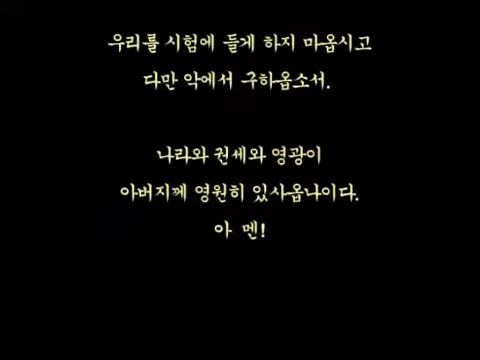 우리를 시험에 들게 하지 마옵시고
다만 악에서 구하옵소서.
나라와 권세와 영광이
아버지께 영원히 있사옵나이다.
아 멘!